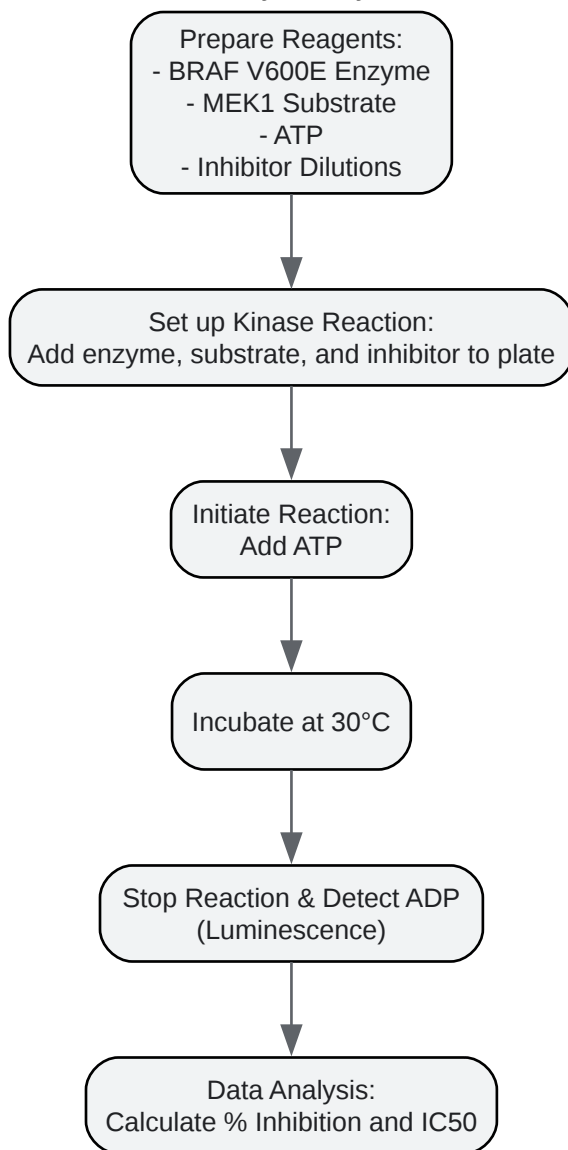 Prepare Reagents:
- BRAF V600E Enzyme
- MEK1 Substrate
- ATP
- Inhibitor Dilutions
Set up Kinase Reaction:
Add enzyme, substrate, and inhibitor to plate
Initiate Reaction:
Add ATP
Incubate at 30°C
Stop Reaction & Detect ADP
(Luminescence)
Data Analysis:
Calculate % Inhibition and IC50